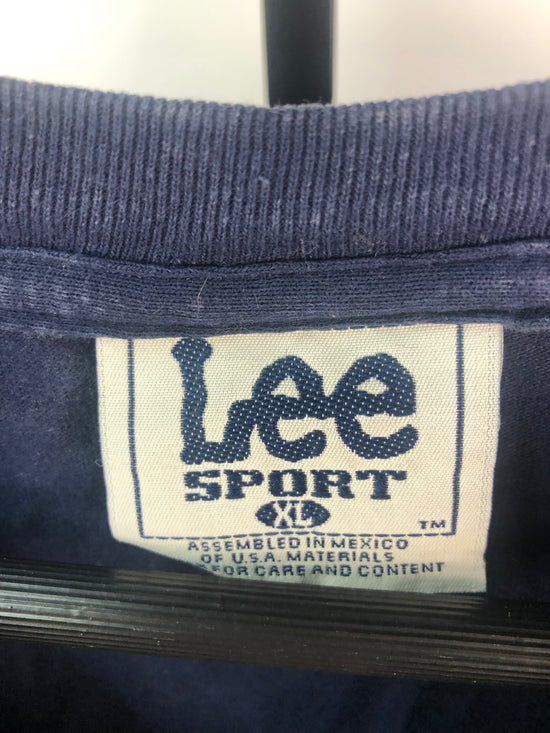 Lee
SPORT
XL
TM
ASSEMBLED IN MEXICO
OF U.S.A. MATERIALS
FOR CARE AND CONTENT